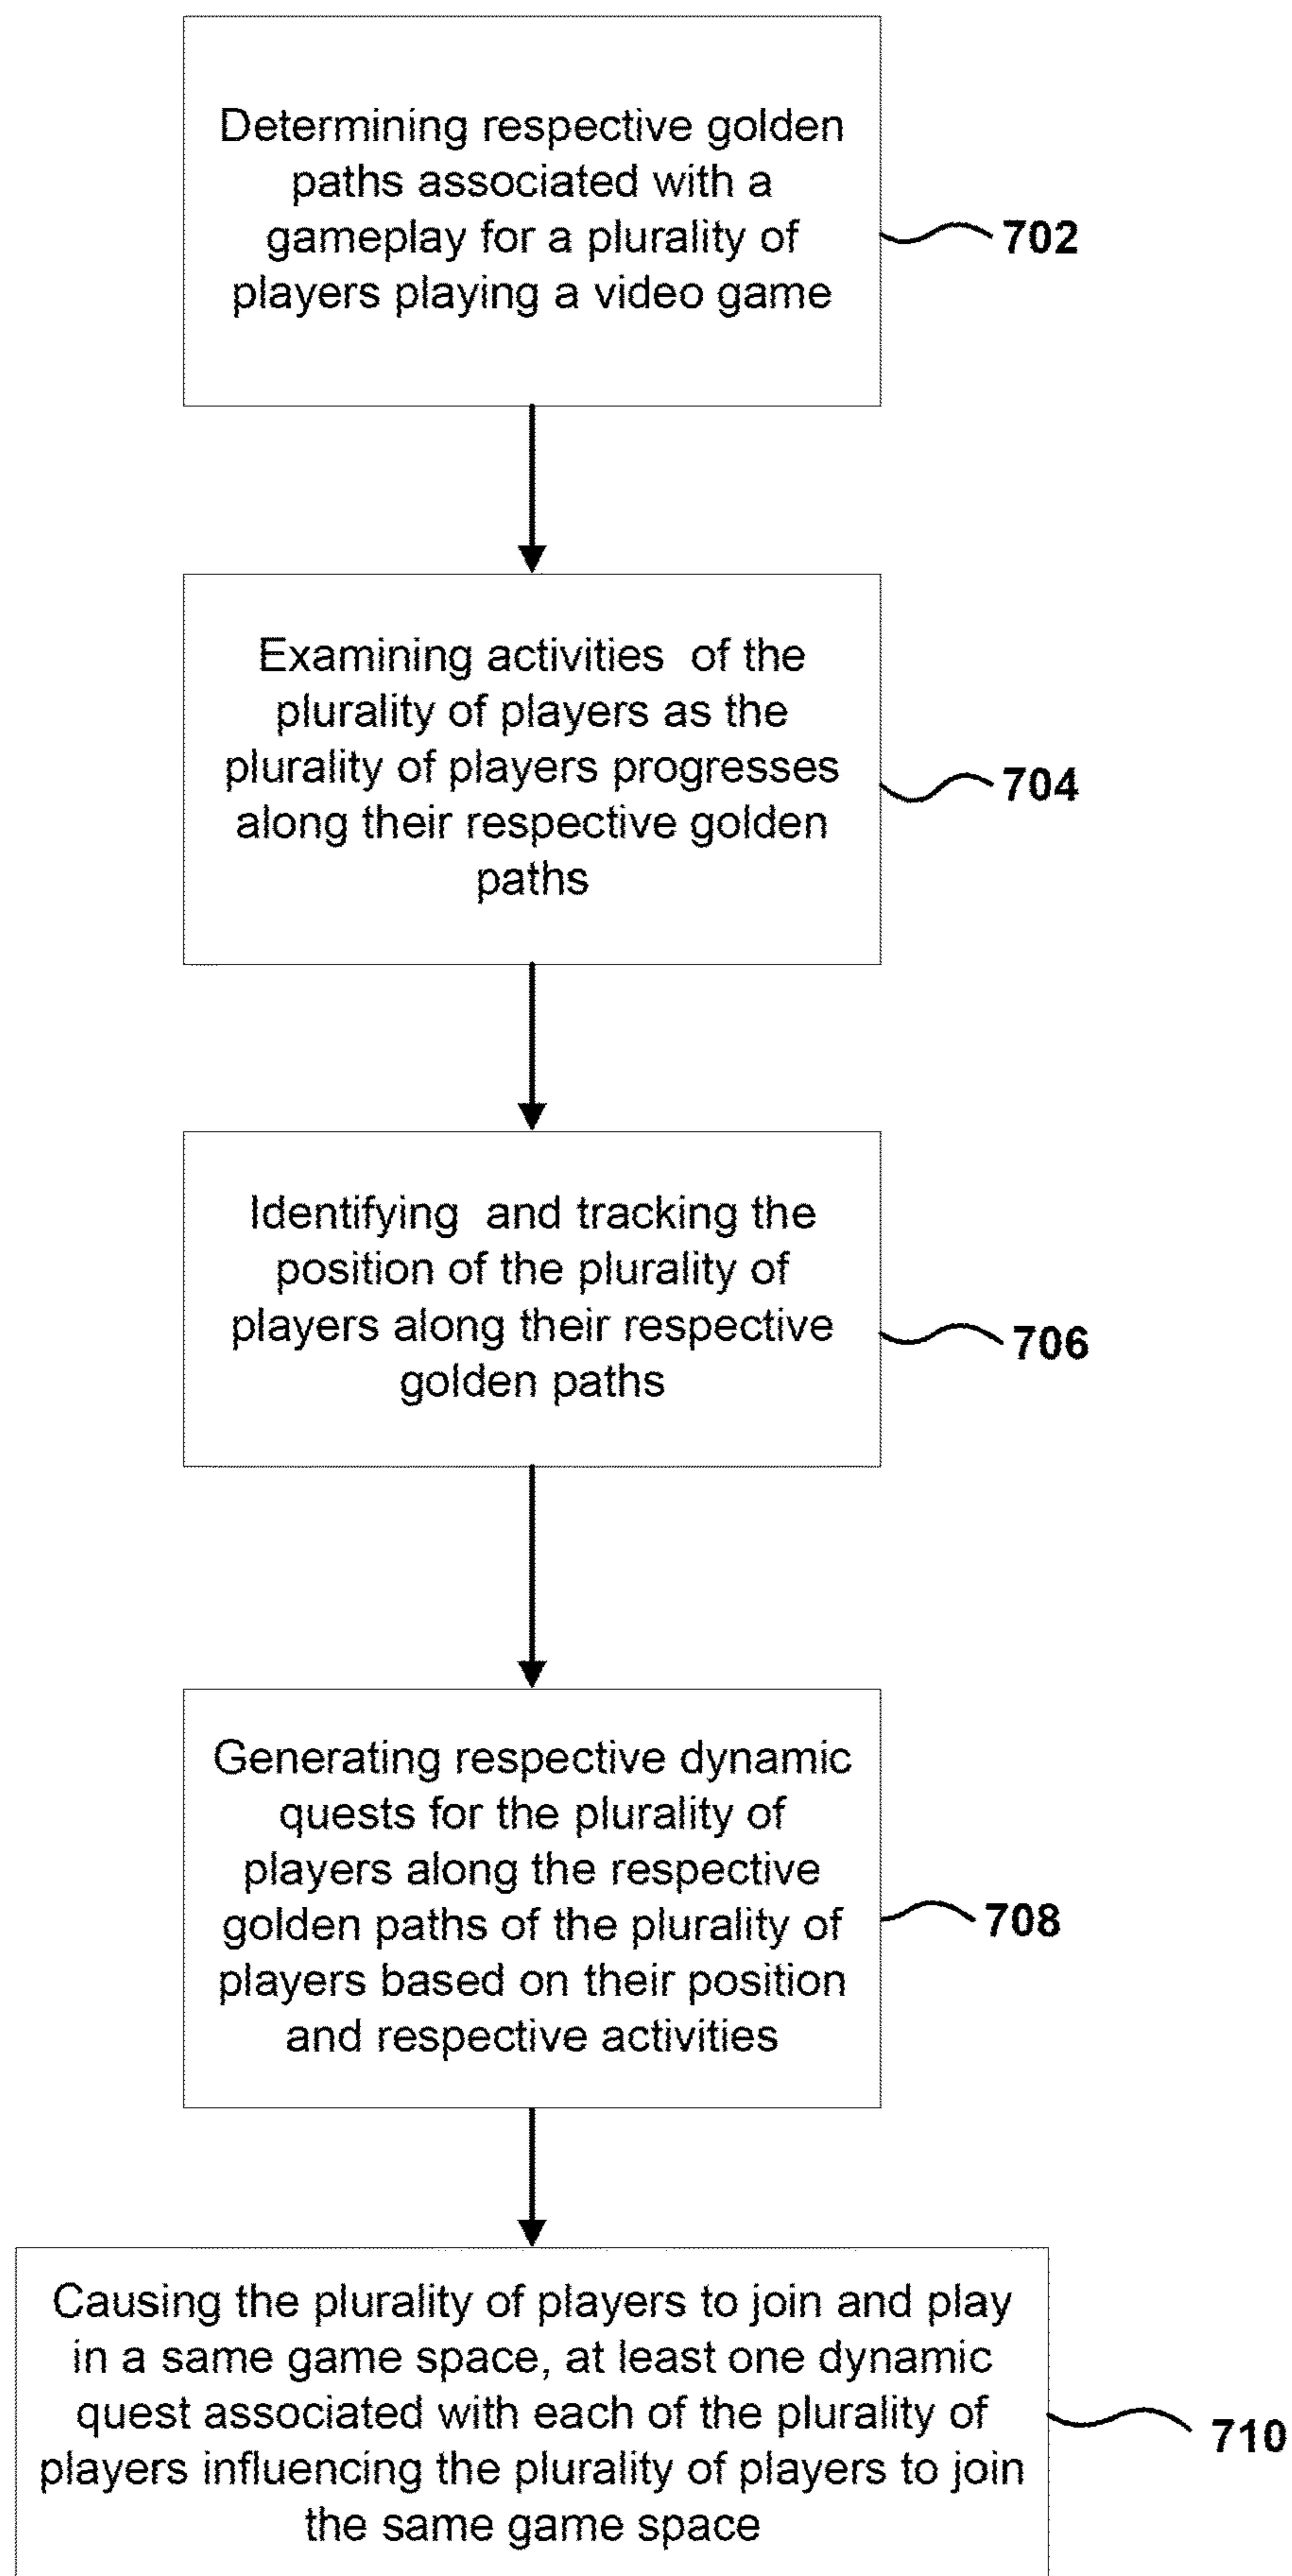 Determining respective golden
paths associated with a
gameplay for a plurality of
players playing a video game
702
Examining activities of the
plurality of players as the
plurality of players progresses
along their respective golden
paths
704
Identifying and tracking the
position of the plurality of
players along their respective
golden paths
706
Generating respective dynamic
quests for the plurality of
players along the respective
golden paths of the plurality of
players based on their position
and respective activities
708
Causing the plurality of players to join and play
in a same game space, at least one dynamic
quest associated with each of the plurality of
players influencing the plurality of players to join
the same game space
710